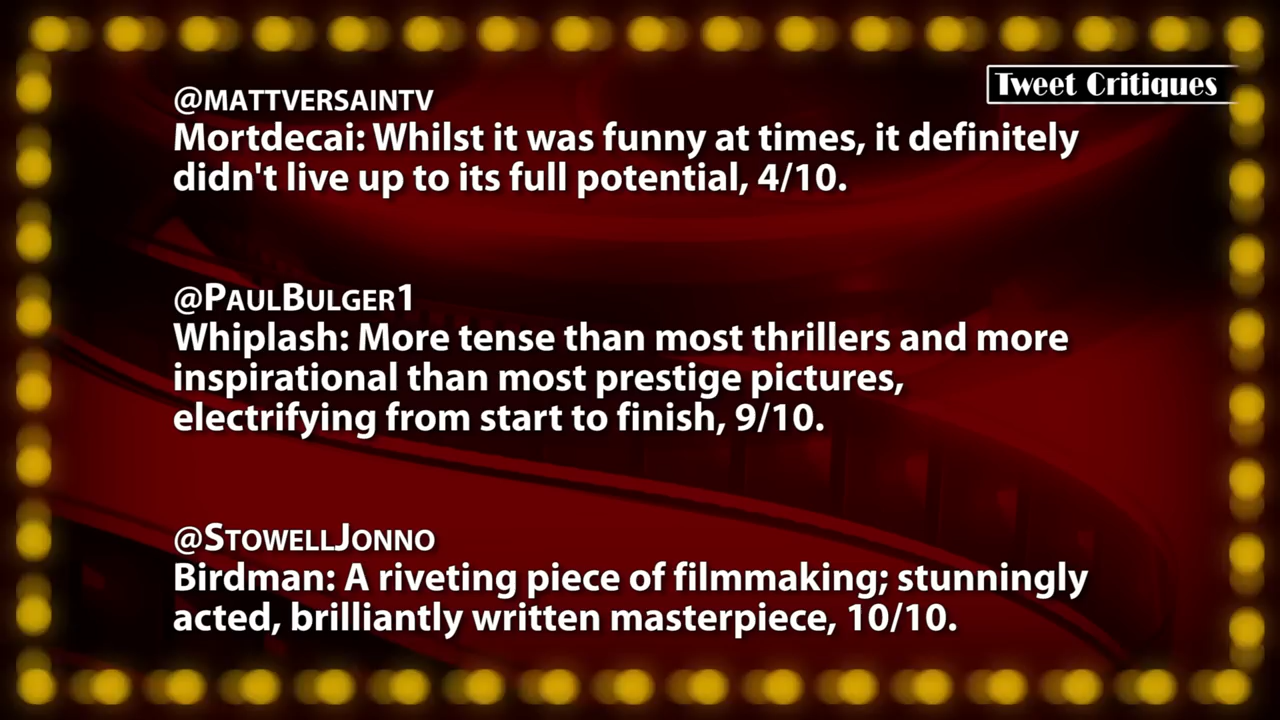 Tweet Critiques
@MATTVERSAINTV
Mortdecai: Whilst it was funny at times, it definitely
didn't live up to its full potential, 4/10.
@PAULBULGER1
Whiplash: More tense than most thrillers and more
inspirational than most prestige pictures,
electrifying from start to finish, 9/10.
@STOWELLJONNO
Birdman: A riveting piece of filmmaking; stunningly
acted, brilliantly written masterpiece, 10/10.